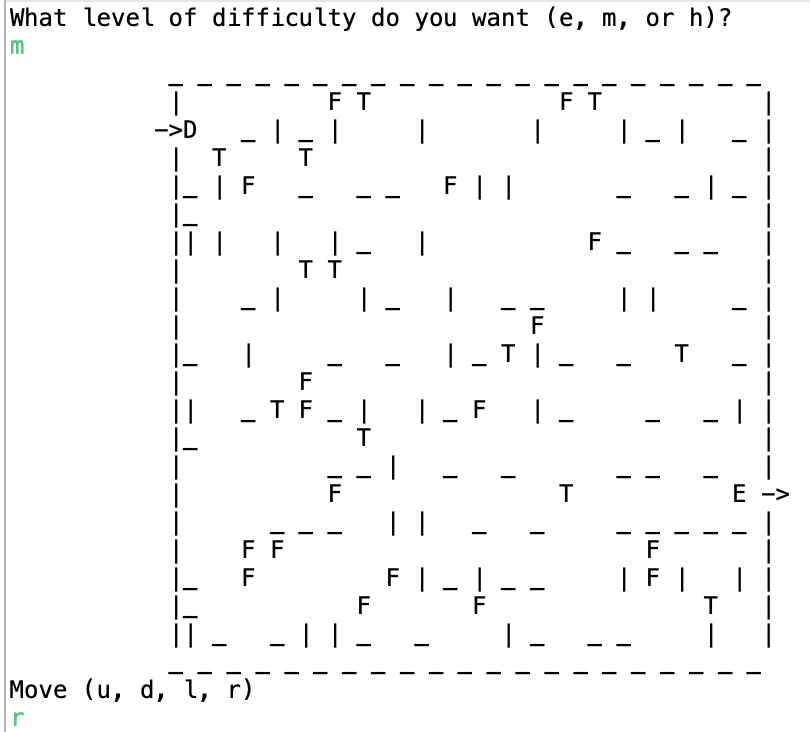 What level of difficulty do you want (e, m, or h)?
m
_ _ _ _ _ _ _ _ _ _ _ _ _ _ _ _ _ _ _ _ _
| F T F T |
->D _ | _ | | | | _ | _ |
| T T |
|_ | F _ _ _ F | | _ _ | _ |
|_ |
|| | | | _ | F _ _ _ |
| T T |
| _ | | _ | _ _ | | _ |
| F |
|_ | _ _ | _ T | _ _ T _ |
| F |
|| _ T F _ | | _ F | _ _ _ | |
|_ T |
| _ _ | _ _ _ _ _ |
| F T E ->
| _ _ _ | | _ _ _ _ _ _ _ |
| F F F |
|_ F F | _ | _ _ | F | | |
|_ F F T |
|| _ _ | | _ _ | _ _ _ | |
_ _ _ _ _ _ _ _ _ _ _ _ _ _ _ _ _ _ _ _ _
Move (u, d, l, r)
r